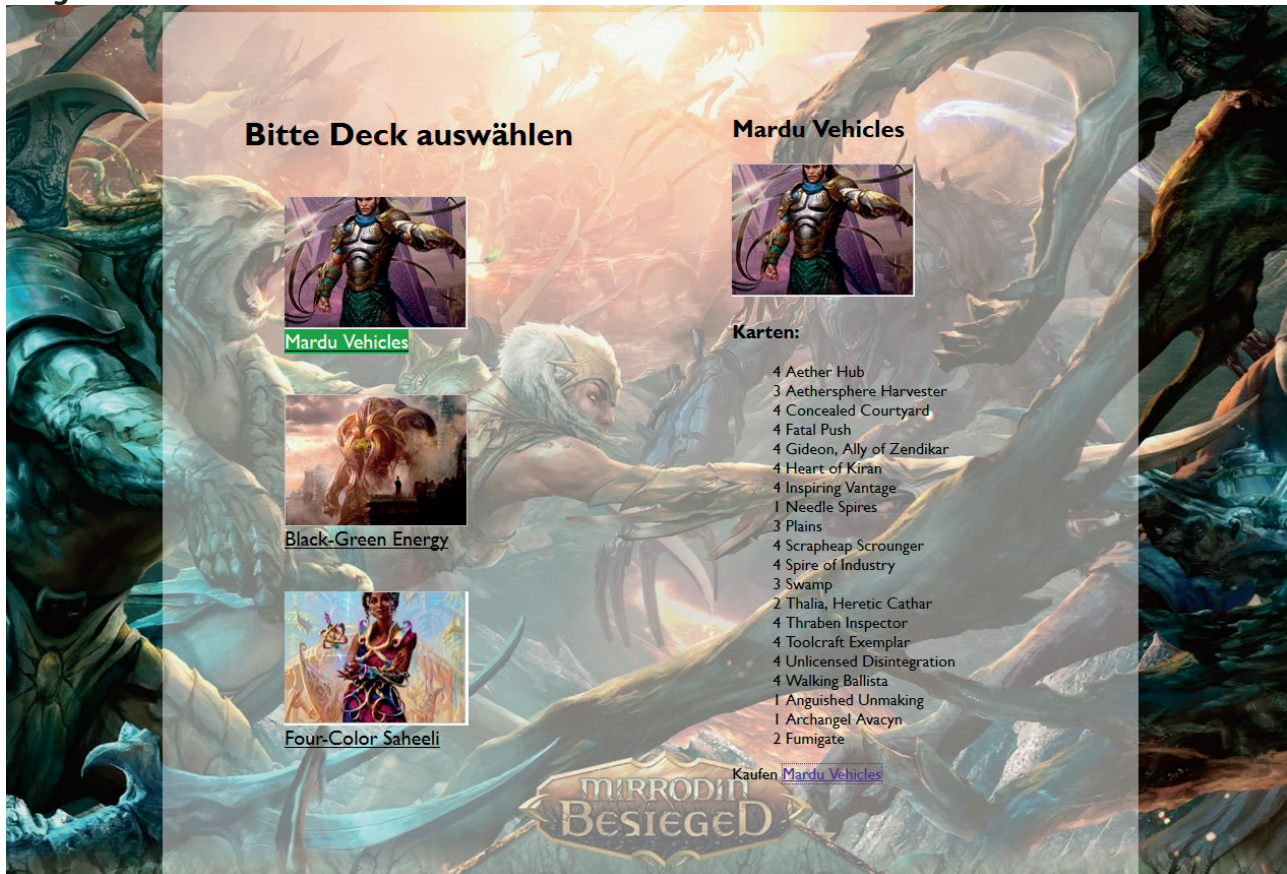 Bitte Deck auswählen
Mardu Vehicles
Black-Green Energy
Four-Color Saheeli
Mardu Vehicles
Karten:
4 Aether Hub
3 Aethersphere Harvester
4 Concealed Courtyard
4 Fatal Push
4 Gideon, Ally of Zendikar
4 Heart of Kiran
4 Inspiring Vantage
1 Needle Spires
3 Plains
4 Scrapheap Scrounger
4 Spire of Industry
3 Swamp
2 Thalia, Heretic Cathar
4 Thraben Inspector
4 Toolcraft Exemplar
4 Unlicensed Disintegration
4 Walking Ballista
1 Anguished Unmaking
1 Archangel Avacyn
2 Fumigate
Kaufen Mardu Vehicles
MIRRODIN
BESIEGED